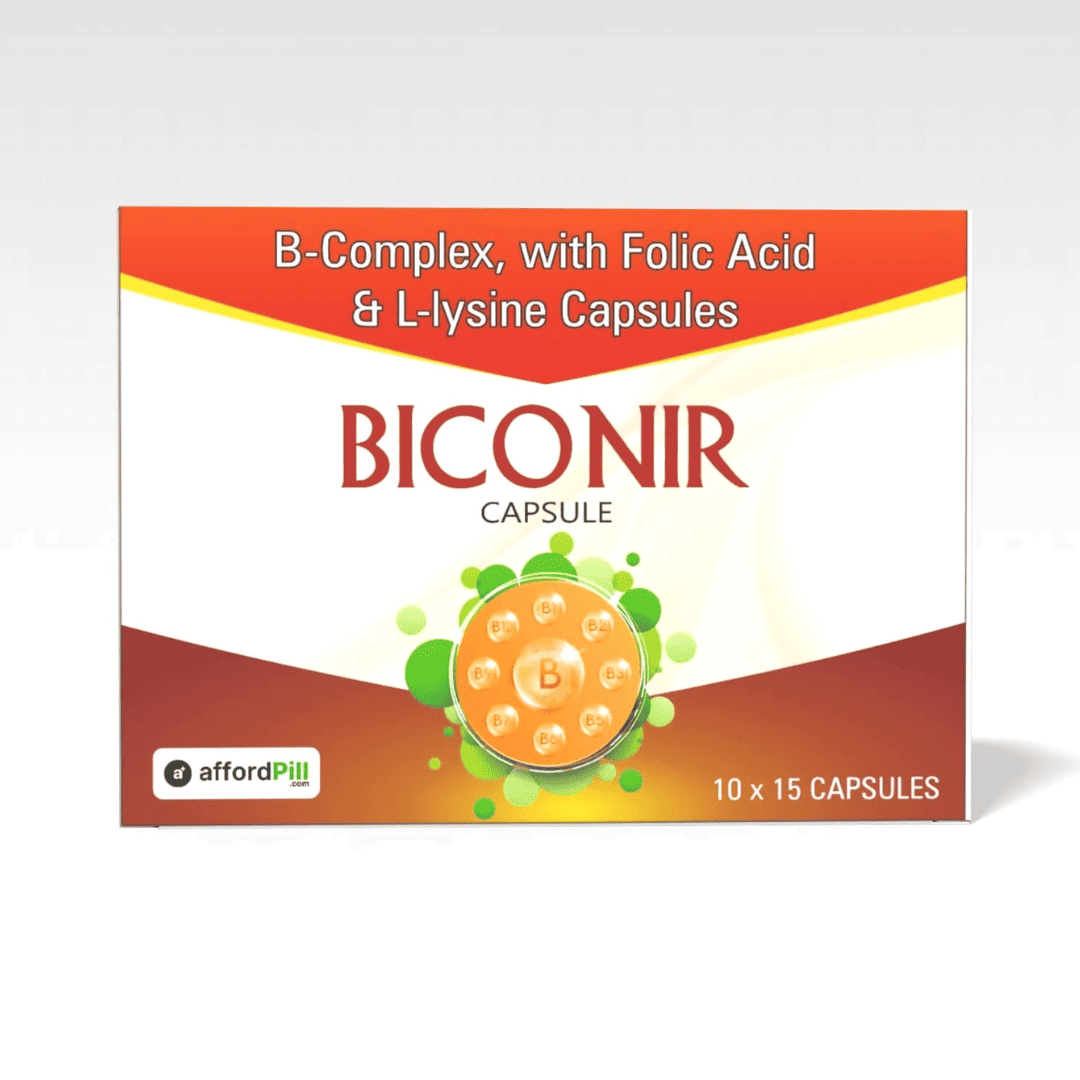 B-Complex, with Folic Acid
& L-lysine Capsules
BICONIR
CAPSULE
B1
B12
B2
B9
B
B3
B7
B5
B6
a+ affordPill
.com
10 x 15 CAPSULES